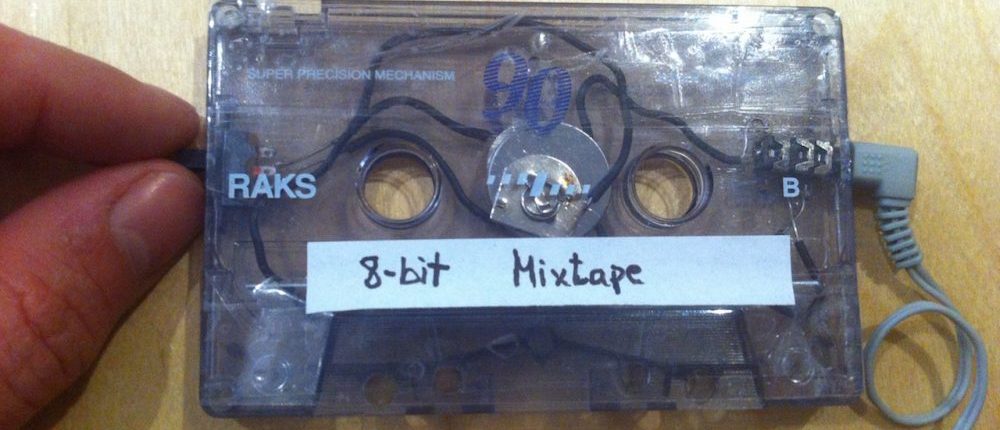 SUPER PRECISION MECHANISM
90
RAKS
B
8-bit Mixtape